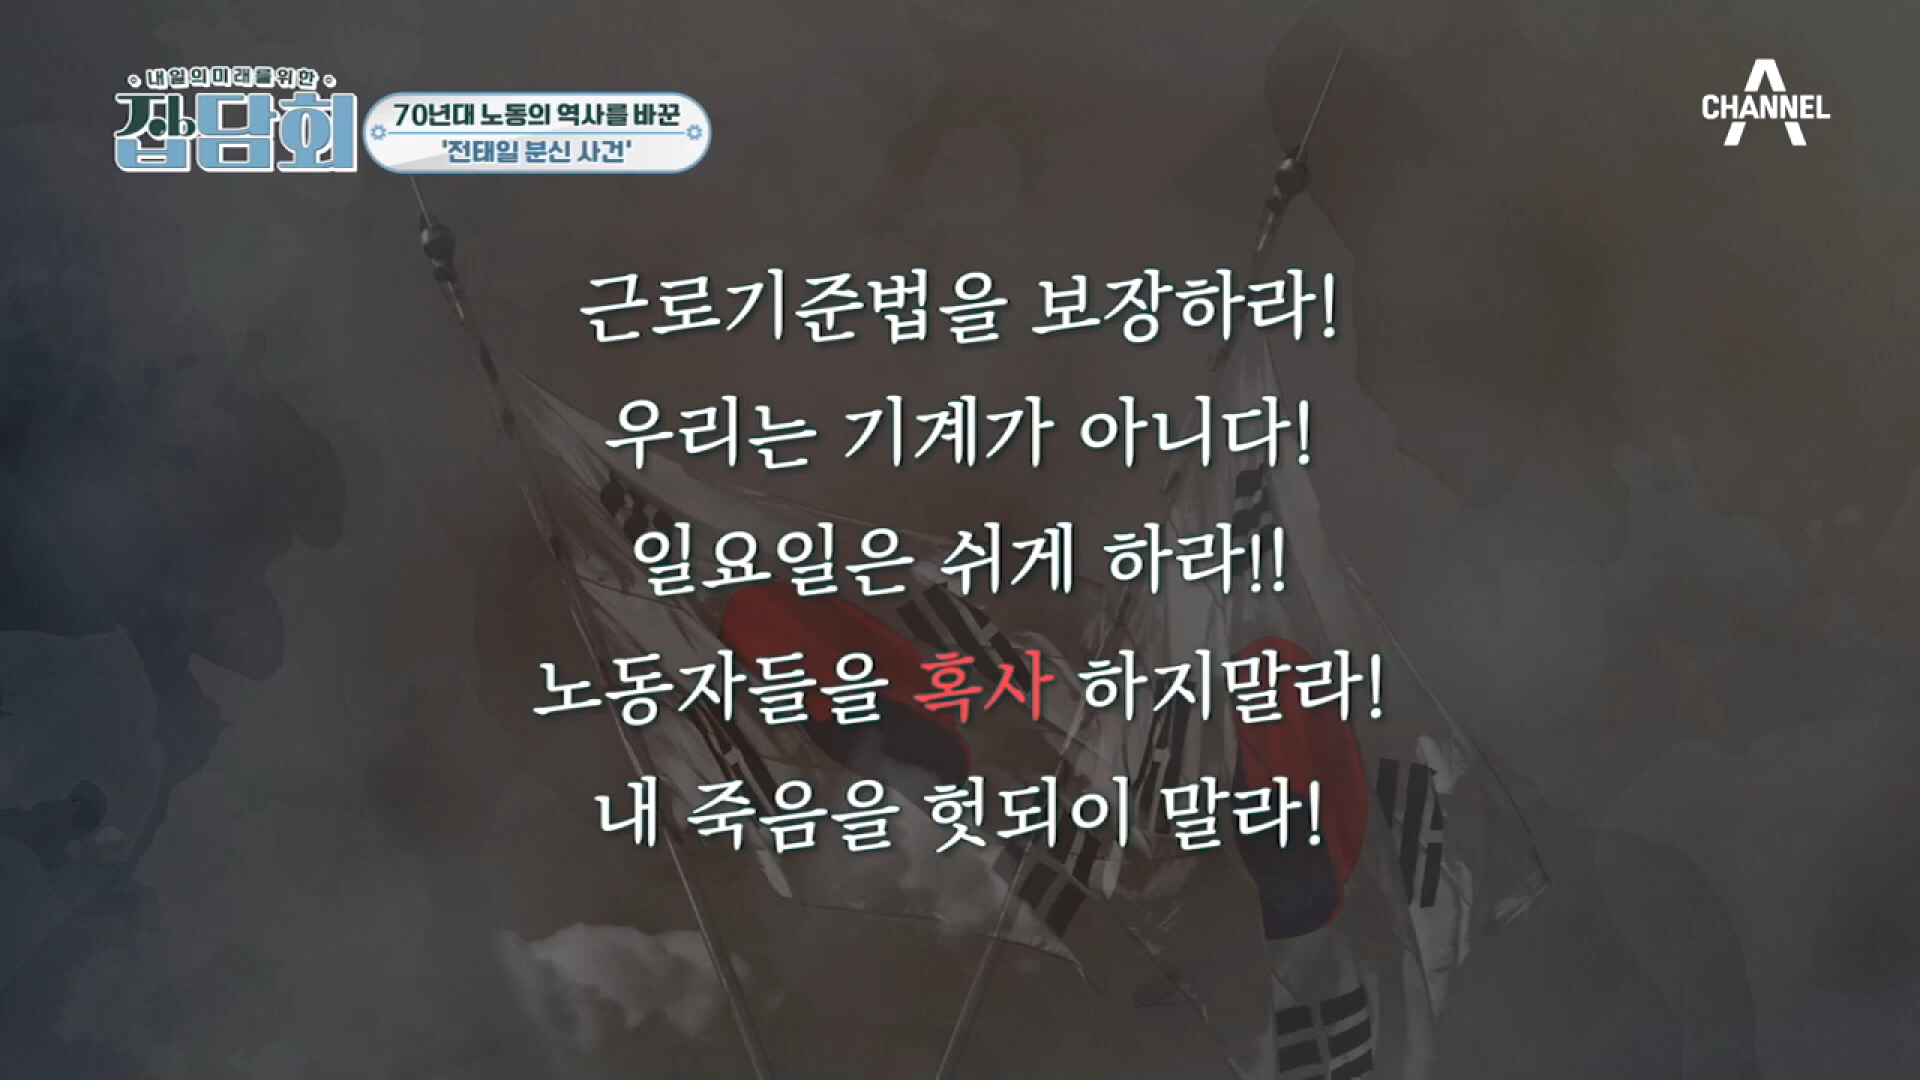 내일의 미래를 위한
잡담회
70년대 노동의 역사를 바꾼
'전태일 분신 사건'
CHANNEL A
근로기준법을 보장하라!
우리는 기계가 아니다!
일요일은 쉬게 하라!!
노동자들을 혹사 하지말라!
내 죽음을 헛되이 말라!